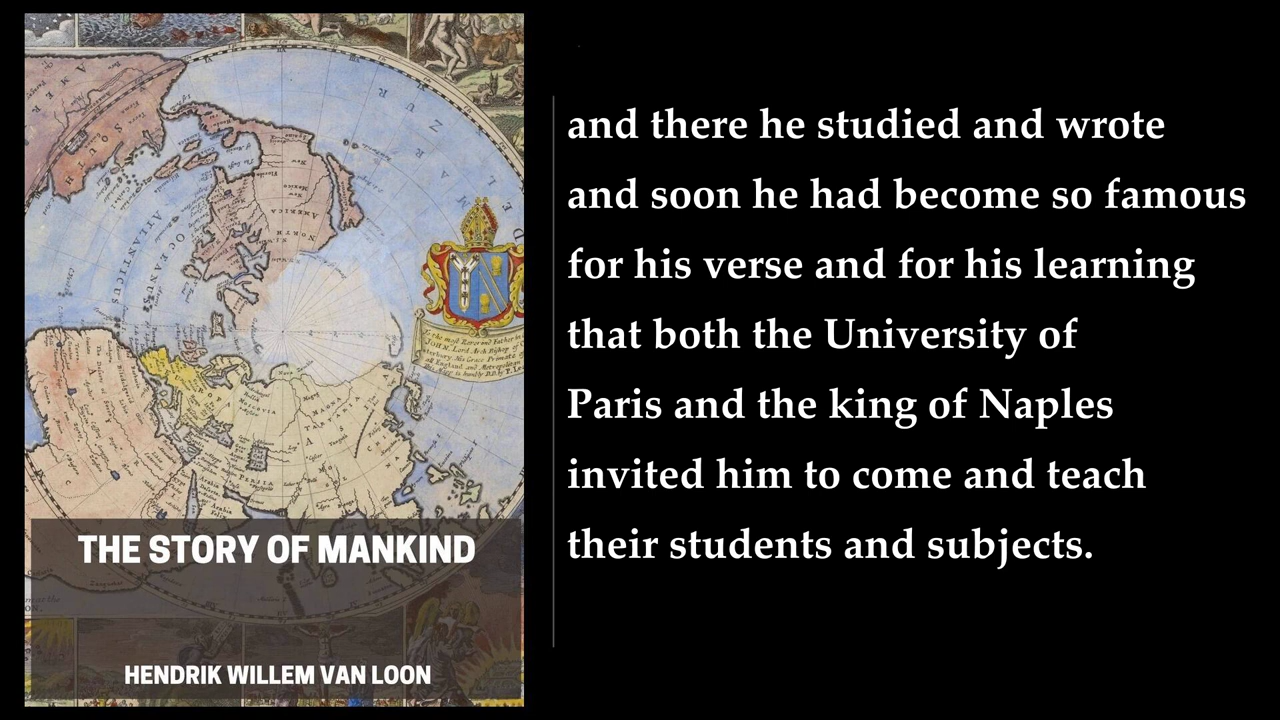 THE STORY OF MANKIND
HENDRIK WILLEM VAN LOON
and there he studied and wrote
and soon he had become so famous
for his verse and for his learning
that both the University of
Paris and the king of Naples
invited him to come and teach
their students and subjects.